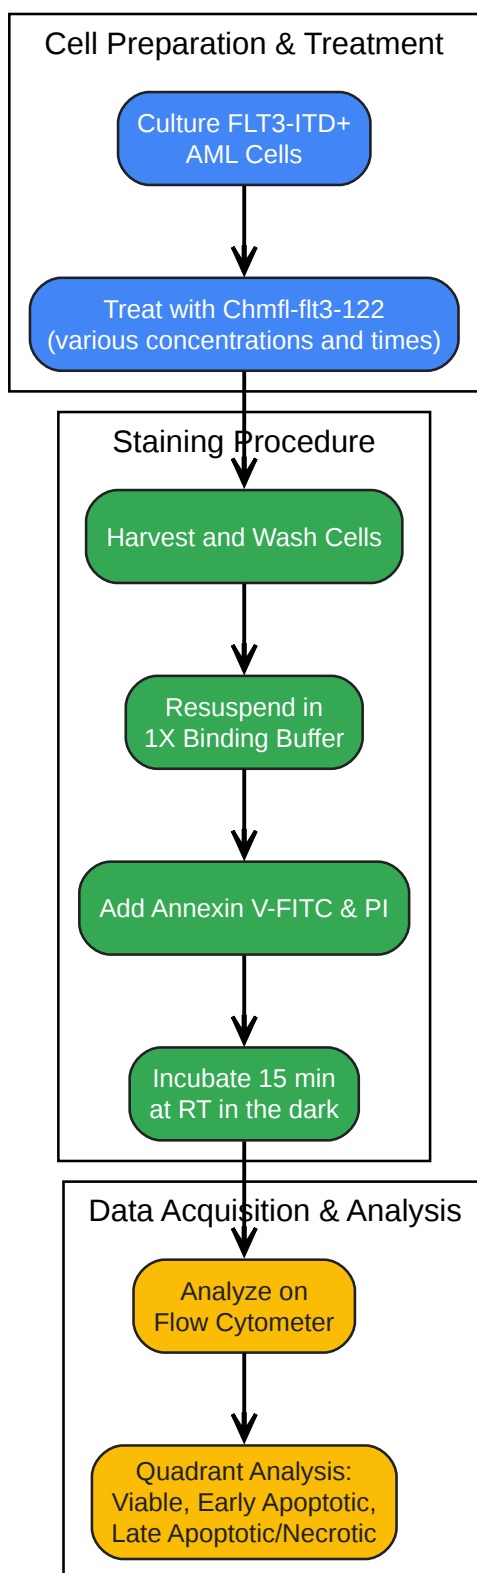 Cell Preparation & Treatment
Culture FLT3-ITD+
AML Cells
Treat with Chmfl-flt3-122
(various concentrations and times)
Staining Procedure
Harvest and Wash Cells
Resuspend in
1X Binding Buffer
Add Annexin V-FITC & PI
Incubate 15 min
at RT in the dark
Data Acquisition & Analysis
Analyze on
Flow Cytometer
Quadrant Analysis:
Viable, Early Apoptotic,
Late Apoptotic/Necrotic